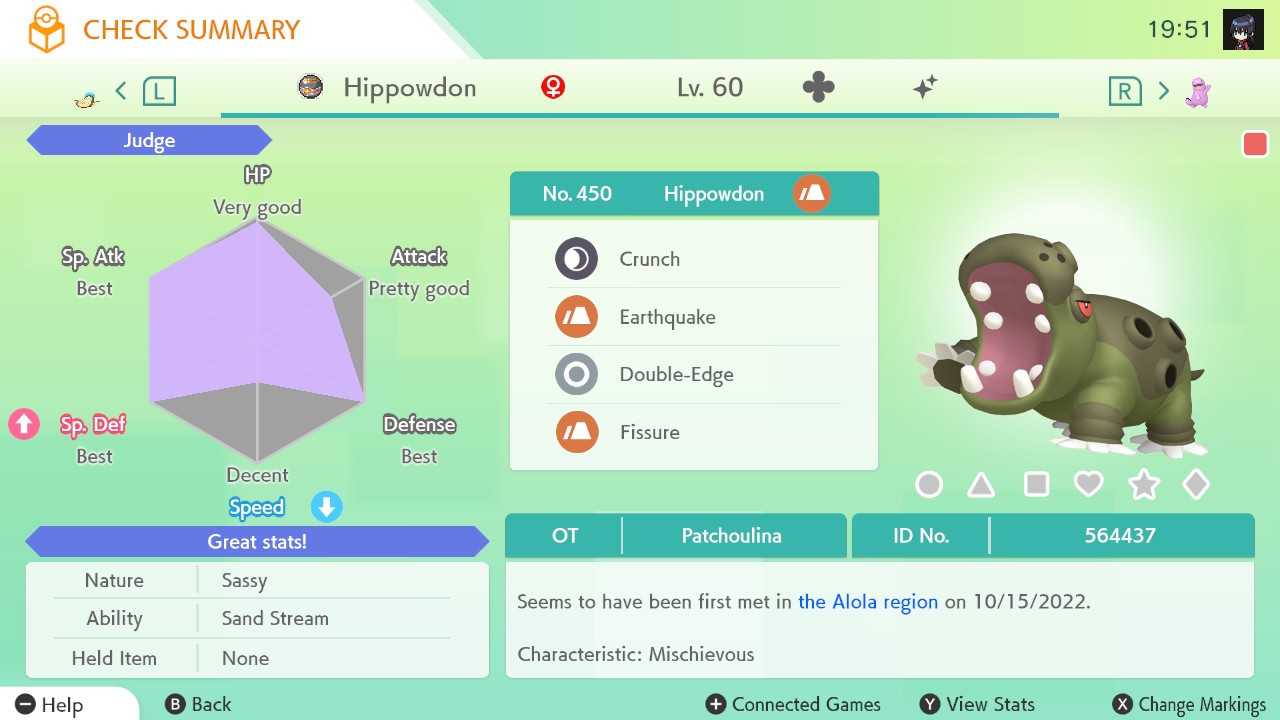 CHECK SUMMARY
19:51
L
Hippowdon
Lv. 60
R
Judge
HP
Very good
Sp. Atk
Best
Attack
Pretty good
Sp. Def
Best
Defense
Best
Decent
Speed
Great stats!
Nature Sassy
Ability Sand Stream
Held Item None
No. 450 Hippowdon
Crunch
Earthquake
Double-Edge
Fissure
OT Patchoulina
ID No. 564437
Seems to have been first met in the Alola region on 10/15/2022.
Characteristic: Mischievous
Help
B Back
Connected Games
Y View Stats
X Change Markings